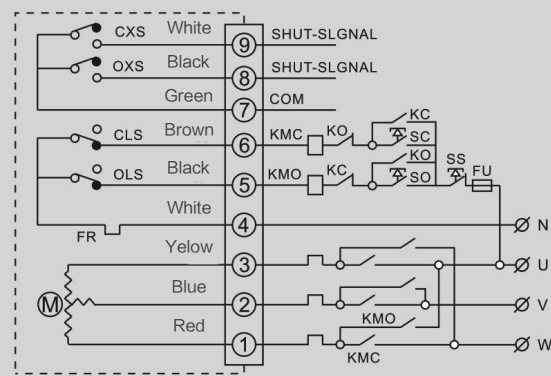 CXS White 9 SHUT-SLGNAL
OXS Black 8 SHUT-SLGNAL
Green 7 COM
KC
CLS Brown 6 KMC KO SC
KO
OLS Black 5 KMO KC SO SS FU
White 4 N
FR
Yelow 3 U
M Blue 2 V
KMO
Red 1 W
KMC